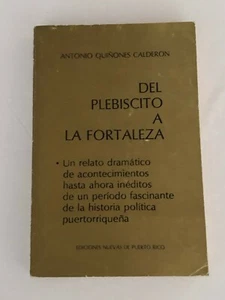 ANTONIO QUIÑONES CALDERON
DEL
PLEBISCITO
A
LA FORTALEZA
• Un relato dramático
de acontecimientos
hasta ahora inéditos
de un período fascinante
de la historia política
puertorriqueña
EDICIONES NUEVAS DE PUERTO RICO